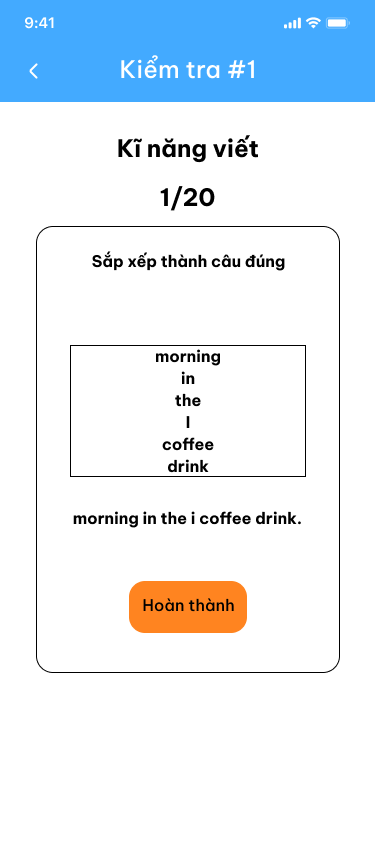 9:41
Kiểm tra #1
Kĩ năng viết
1/20
Sắp xếp thành câu đúng
morning
in
the
I
coffee
drink
morning in the i coffee drink.
Hoàn thành